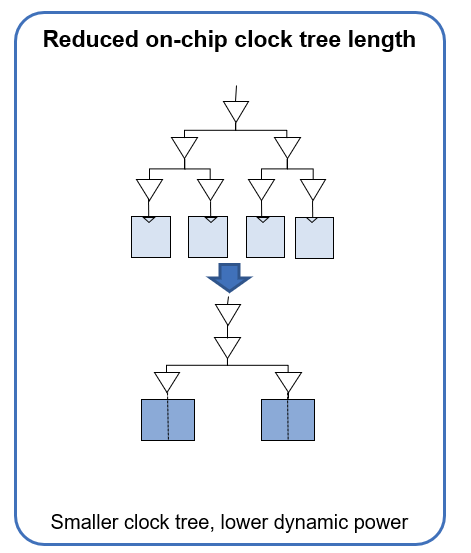 Reduced on-chip clock tree length
Smaller clock tree, lower dynamic power